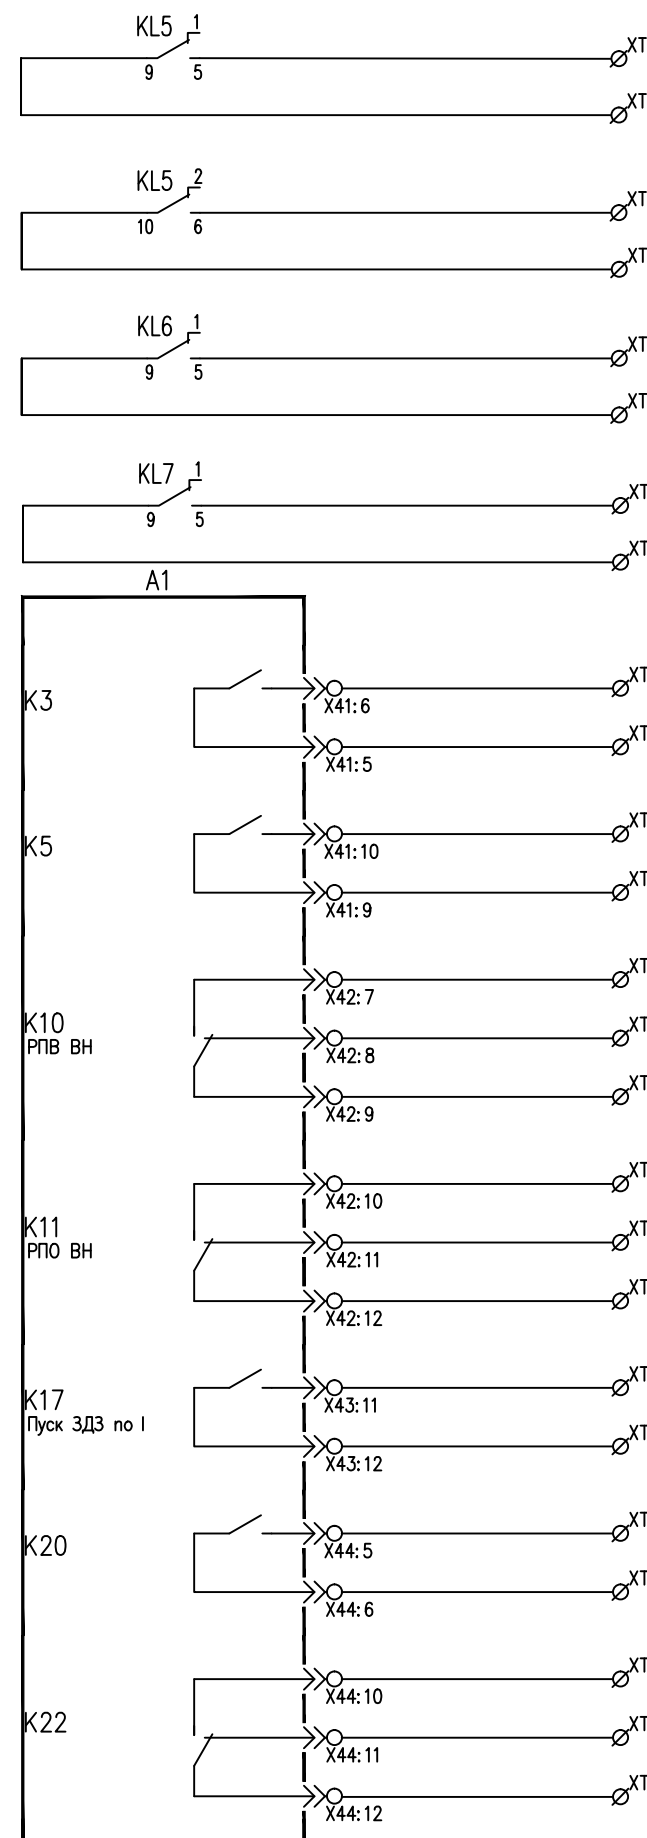 KL5 1
XT
9 5
XT
KL5 2
XT
10 6
XT
KL6 1
XT
9 5
XT
KL7 1
XT
9 5
XT
A1
XT
K3
X41:6
XT
X41:5
XT
K5
X41:10
XT
X41:9
XT
X42:7
K10
XT
РПВ ВН
X42:8
XT
X42:9
XT
X42:10
K11
XT
РПО ВН
X42:11
XT
X42:12
XT
K17
X43:11
Пуск ЗДЗ по I
XT
X43:12
XT
K20
X44:5
XT
X44:6
XT
X44:10
K22
XT
X44:11
XT
X44:12